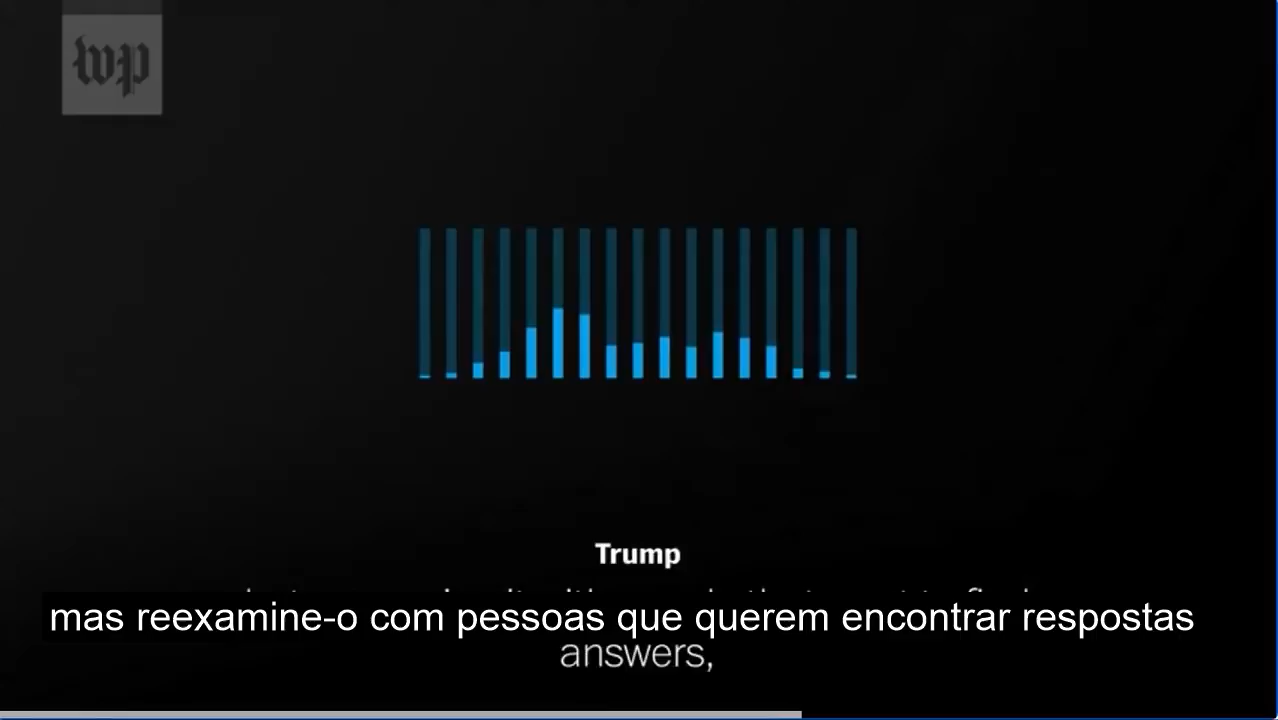 wp
Trump
mas reexamine-o com pessoas que querem encontrar respostas
answers,